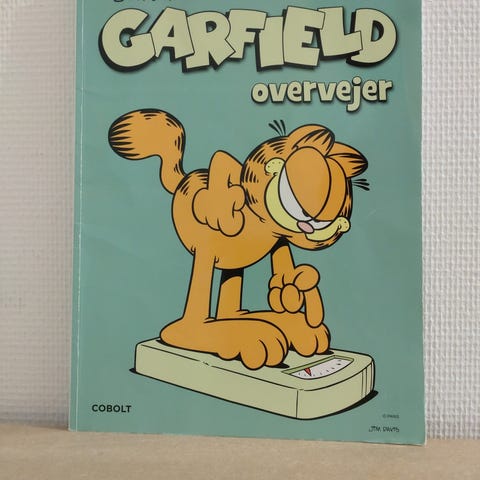 GARFIELD
overvejer
COBOLT
© PAWS
JIM DAVIS